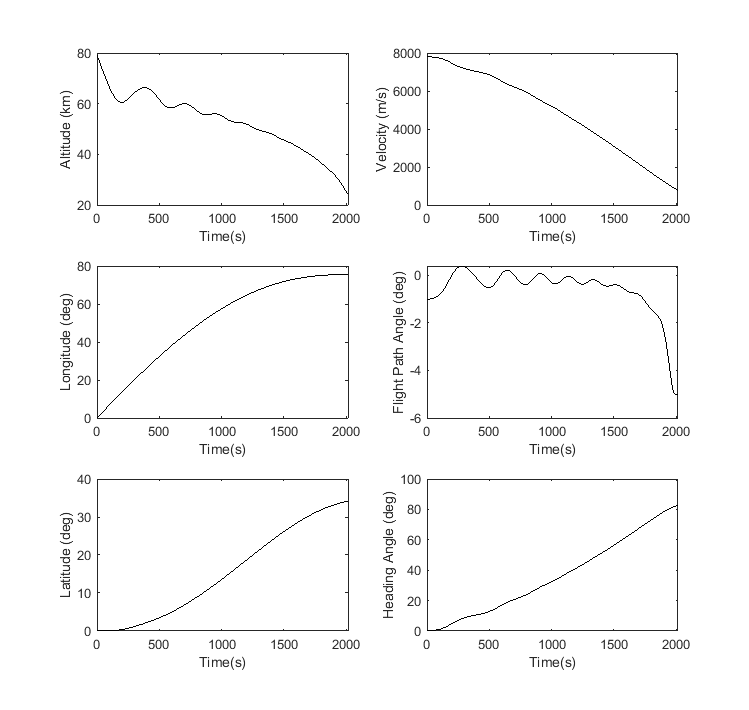 80
60
40
20
Altitude (km)
0 500 1000 1500 2000
Time(s)
8000
6000
4000
2000
0
Velocity (m/s)
0 500 1000 1500 2000
Time(s)
80
60
40
20
0
Longitude (deg)
0 500 1000 1500 2000
Time(s)
0
-2
-4
-6
Flight Path Angle (deg)
0 500 1000 1500 2000
Time(s)
40
30
20
10
0
Latitude (deg)
0 500 1000 1500 2000
Time(s)
100
80
60
40
20
0
Heading Angle (deg)
0 500 1000 1500 2000
Time(s)